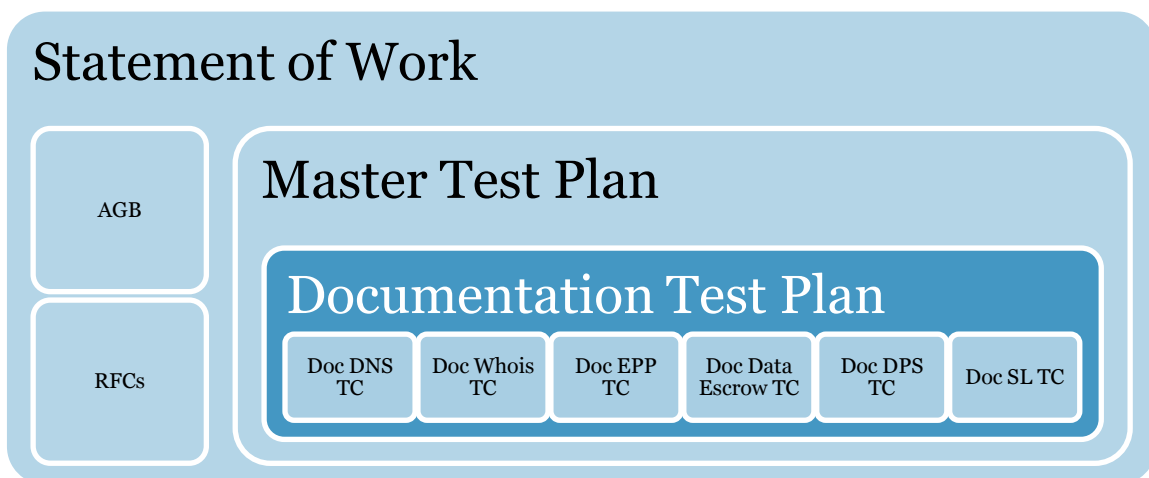 Statement of Work
AGB
Master Test Plan
Documentation Test Plan
RFCs
Doc DNS
TC
Doc Whois
TC
Doc EPP
TC
Doc Data
Escrow TC
Doc DPS
TC
Doc SL TC